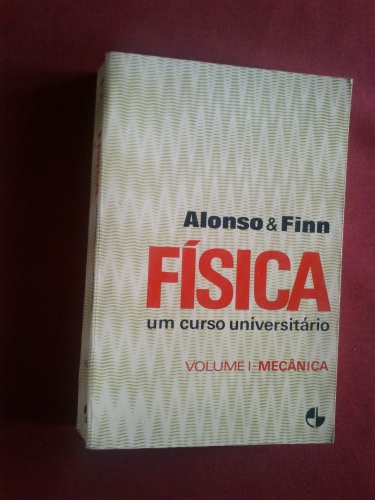 Alonso & Finn
FÍSICA
um curso universitário
VOLUME I - MECÂNICA